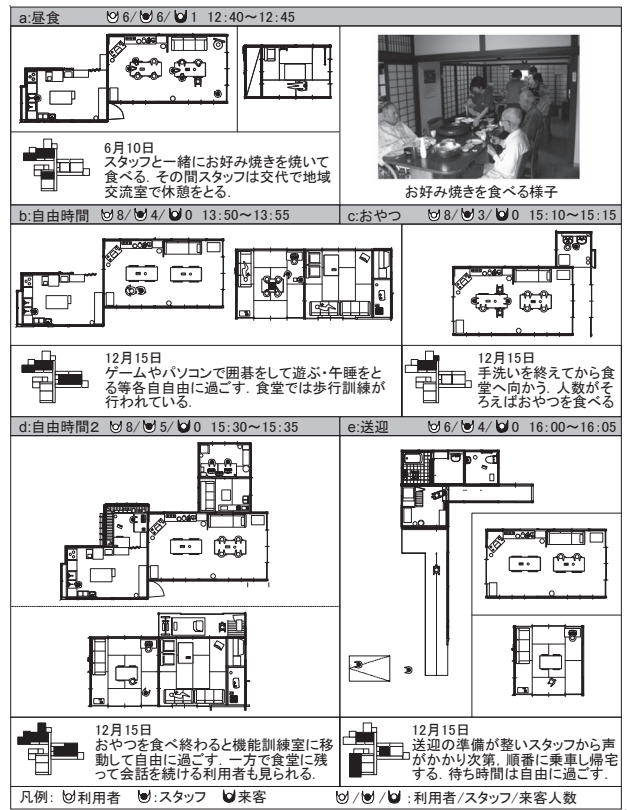 a:昼食 6/6/1 12:40～12:45
6月10日
スタッフと一緒にお好み焼きを焼いて
食べる．その間スタッフは交代で地域
交流室で休憩をとる．
お好み焼きを食べる様子
b:自由時間 8/4/0 13:50～13:55
12月15日
ゲームやパソコンで囲碁をして遊ぶ・午睡をと
る等各自自由に過ごす．食堂では歩行訓練が
行われている．
c:おやつ 8/3/0 15:10～15:15
12月15日
手洗いを終えてから食
堂へ向かう．人数がそ
ろえばおやつを食べる
d:自由時間2 8/5/0 15:30～15:35
12月15日
おやつを食べ終わると機能訓練室に移
動して自由に過ごす．一方で食堂に残
って会話を続ける利用者も見られる．
e:送迎 6/4/0 16:00～16:05
12月15日
送迎の準備が整いスタッフから声
がかかり次第，順番に乗車し帰宅
する．待ち時間は自由に過ごす．
凡例： 利用者 :スタッフ 来客 / / :利用者/スタッフ/来客人数